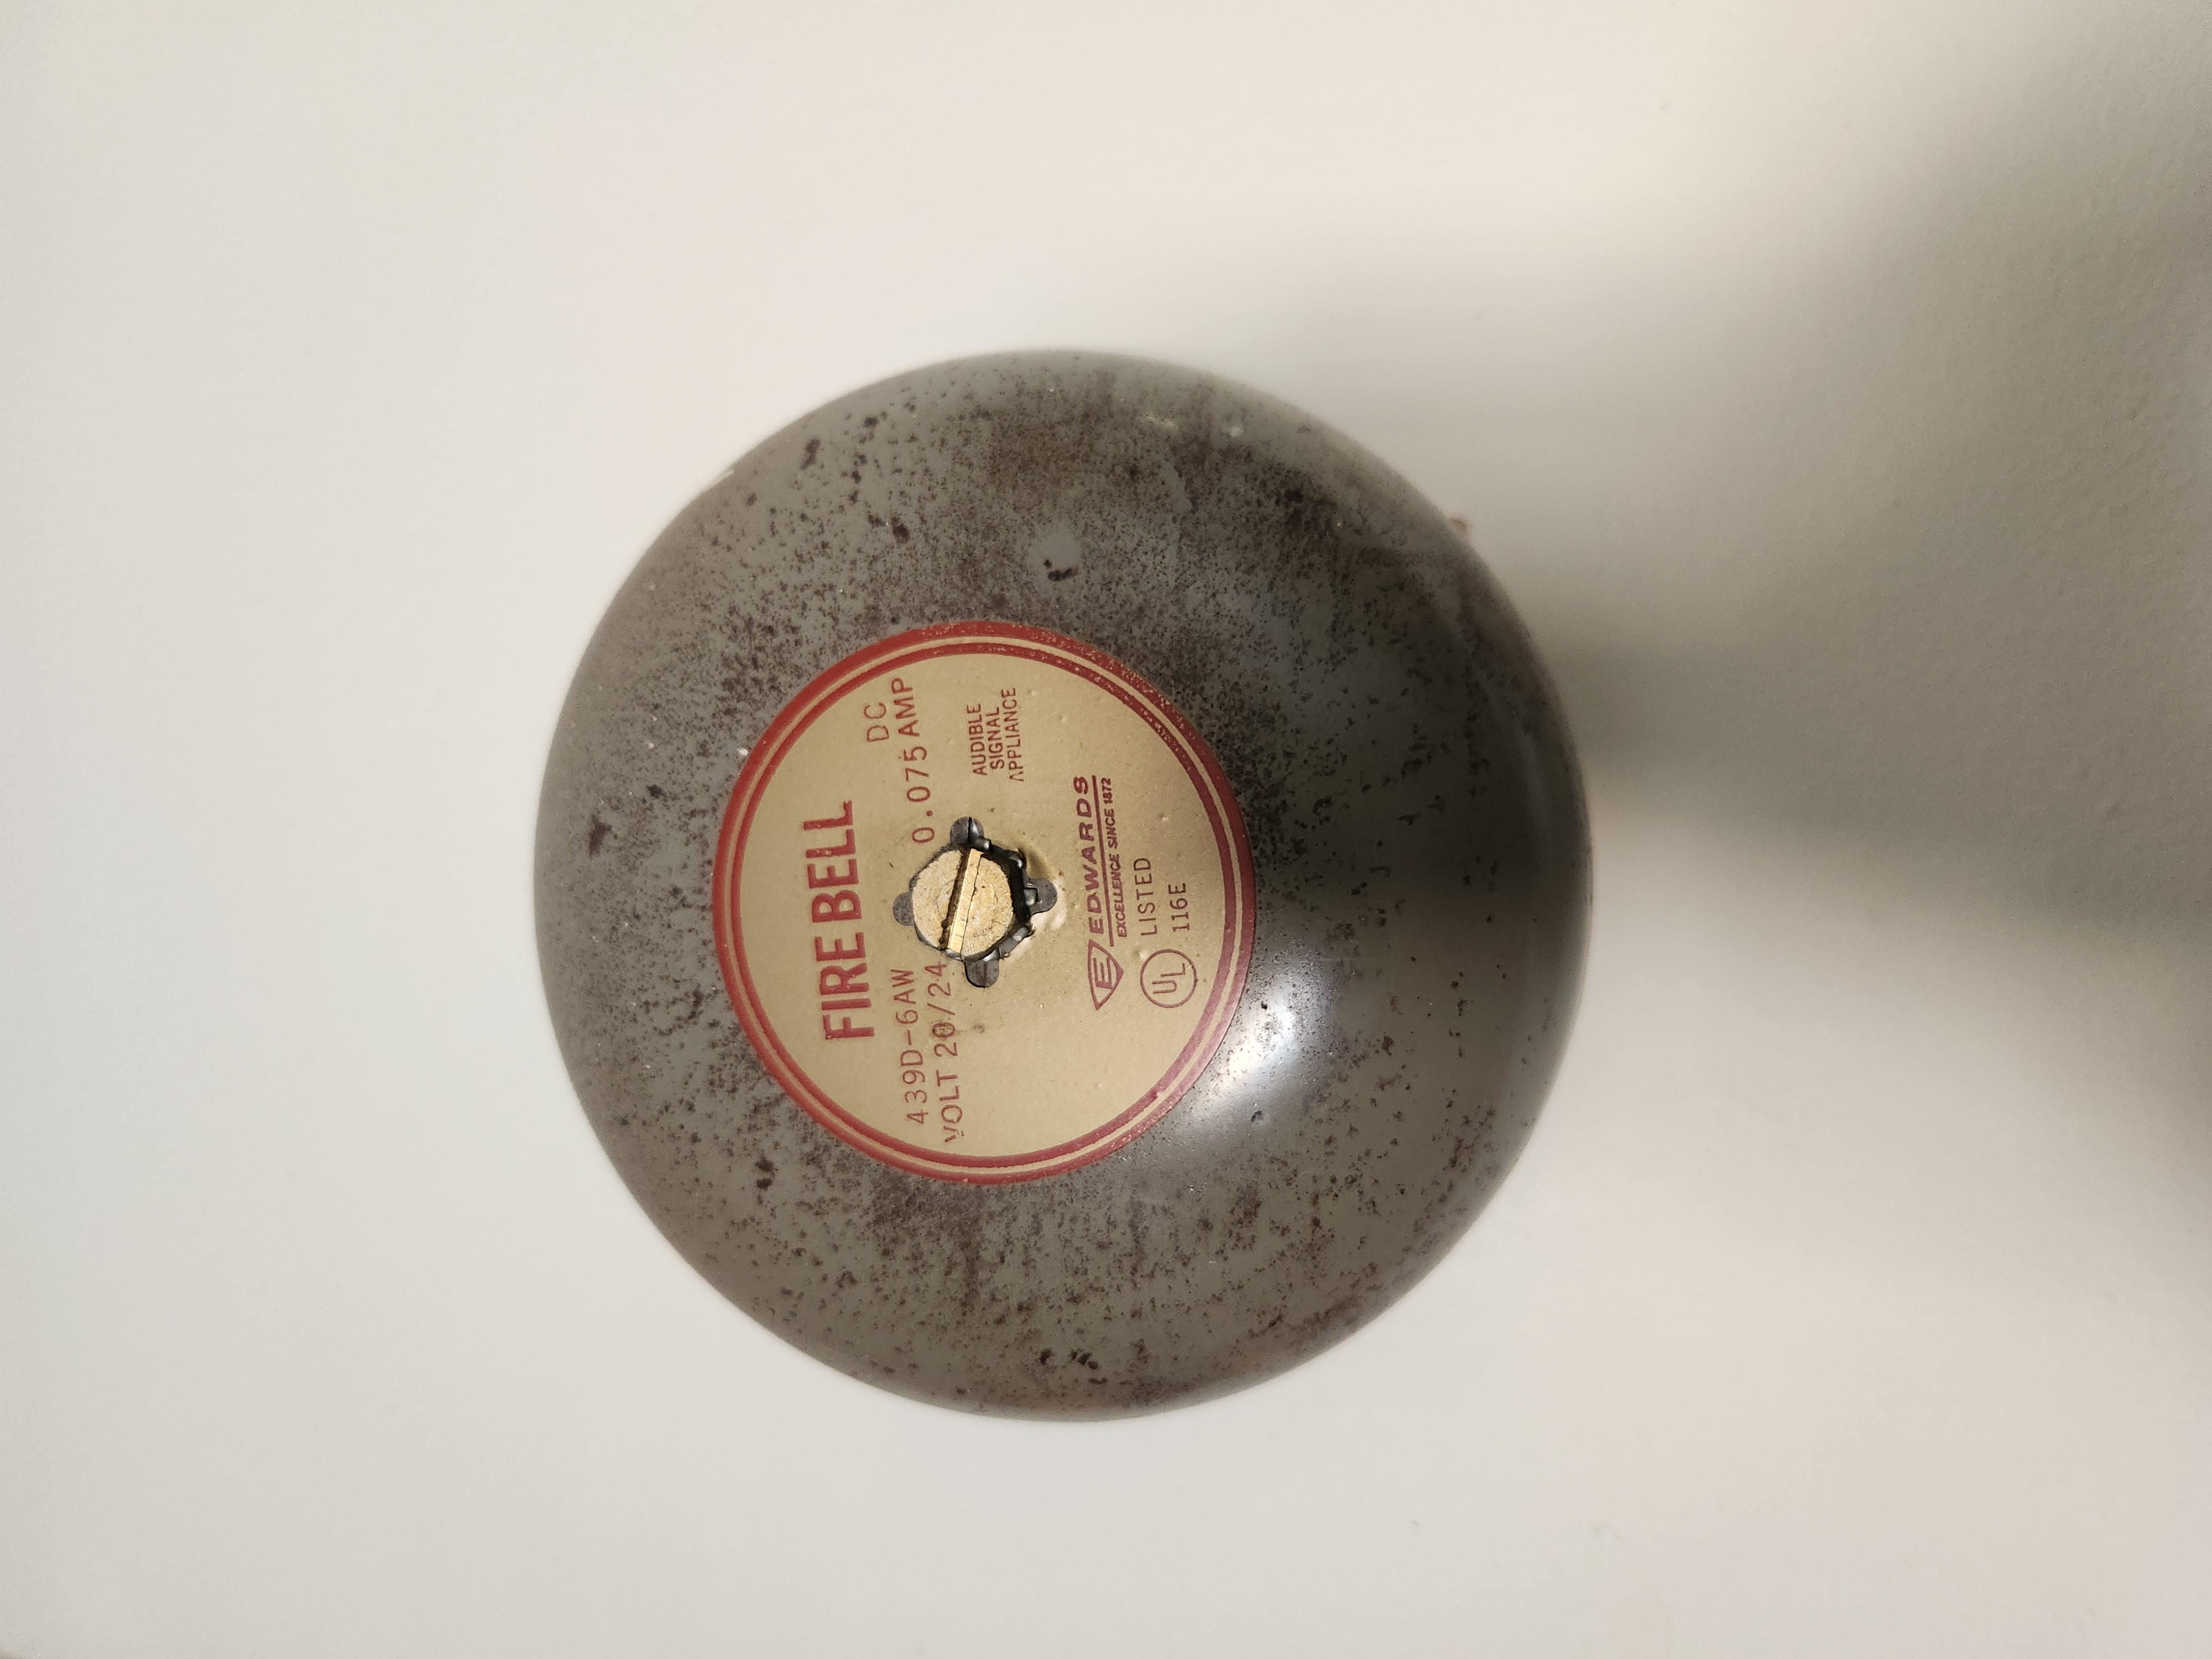 FIRE BELL
439D-6AW DC
VOLT 20/24 0.075 AMP
AUDIBLE
SIGNAL
APPLIANCE
E EDWARDS
EXCELLENCE SINCE 1872
UL LISTED
116E